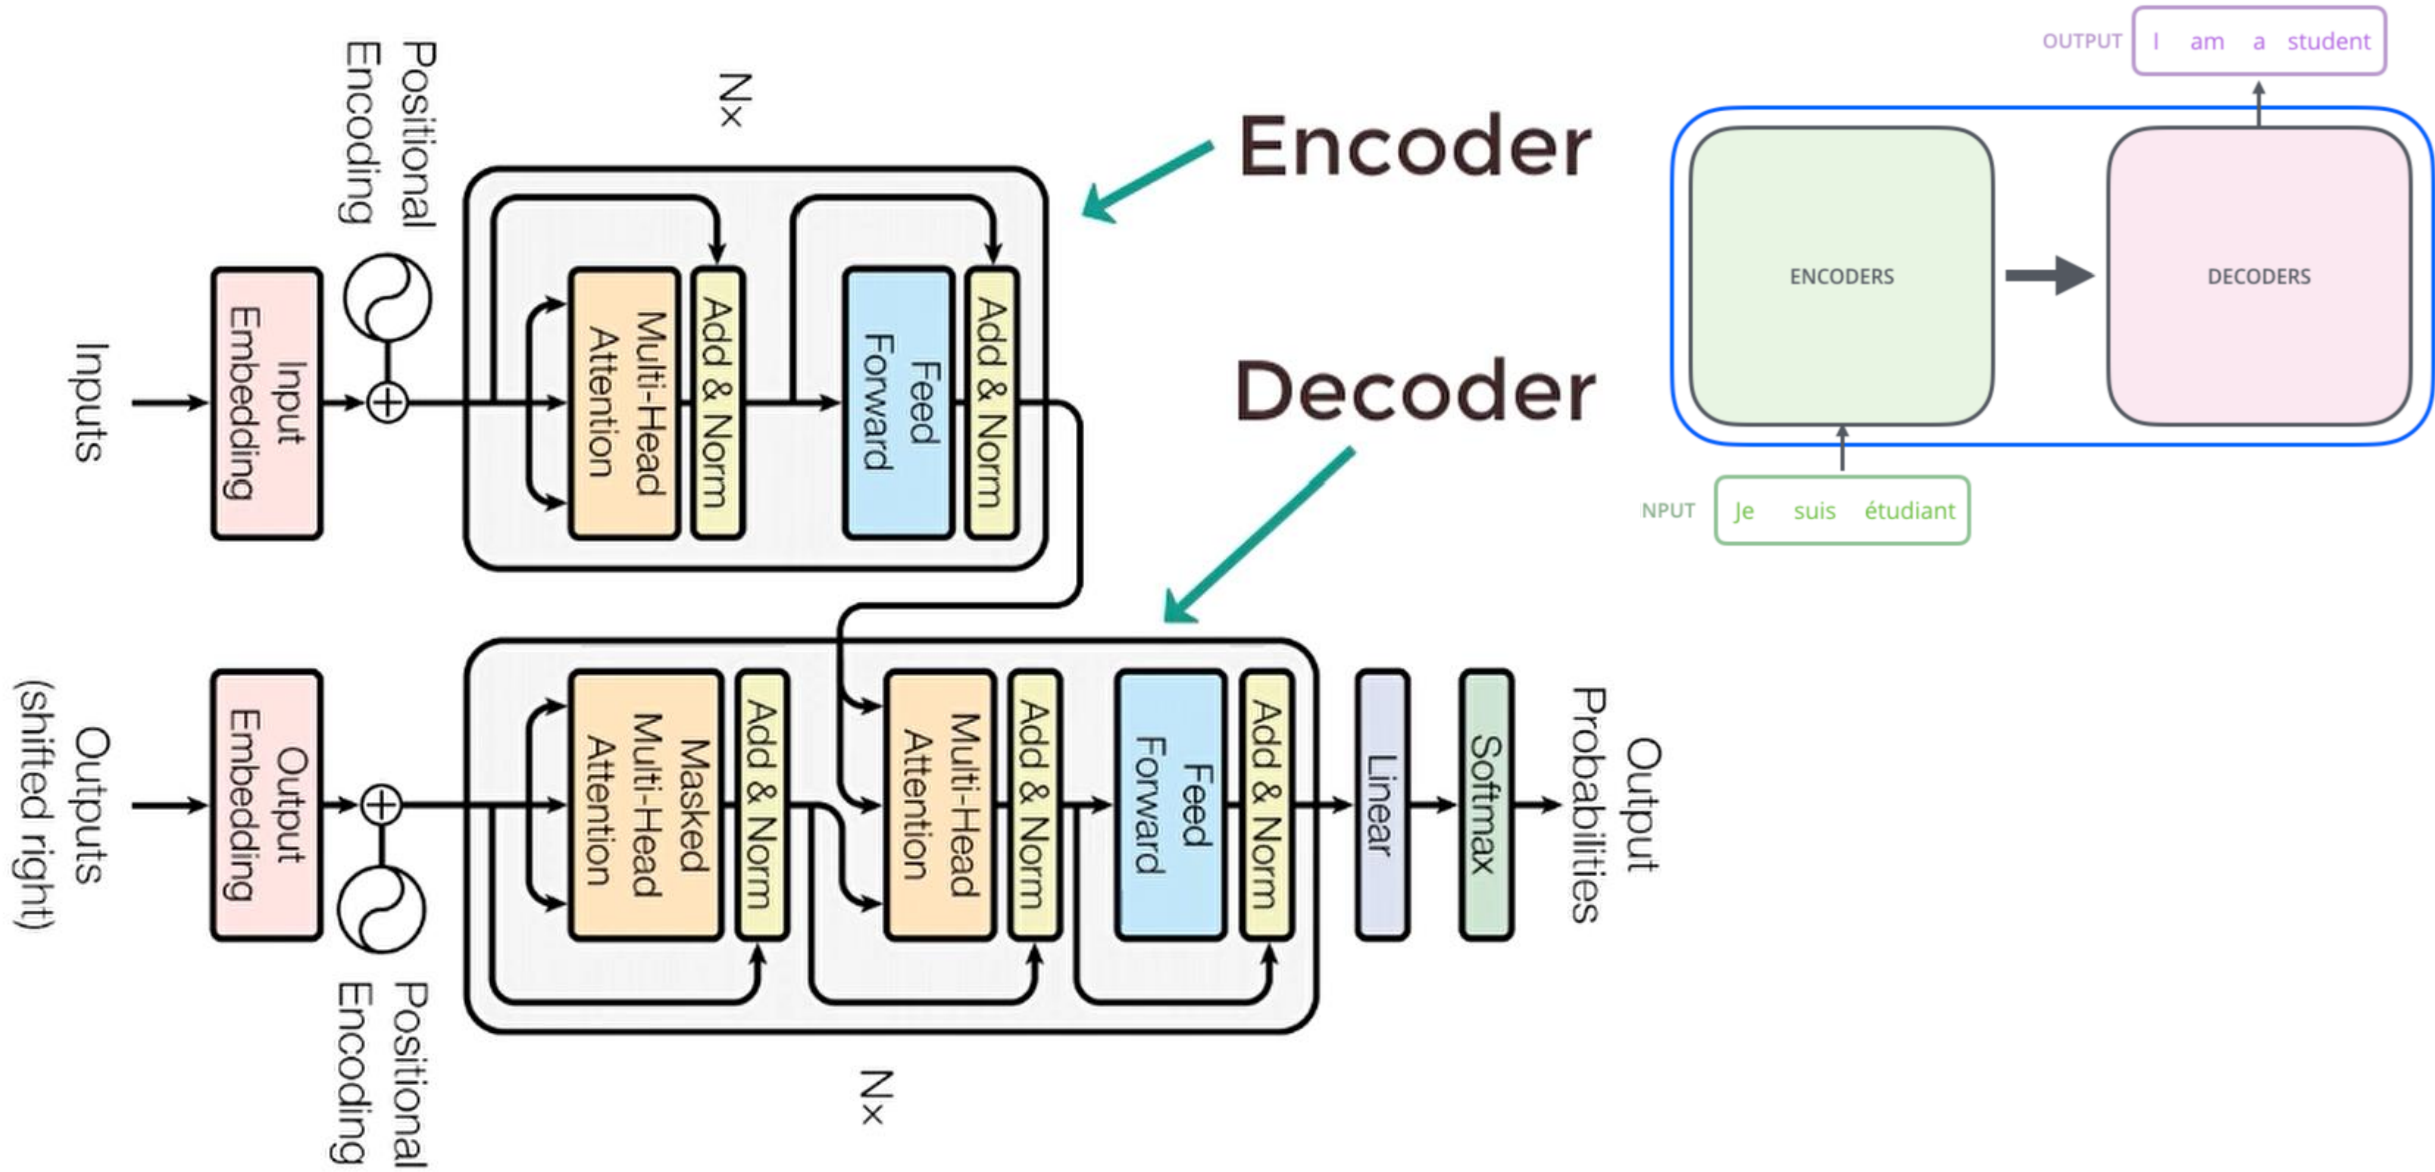 Positional
Encoding
Nx
Encoder
Inputs
Input
Embedding
Multi-Head
Attention
Add & Norm
Feed
Forward
Add & Norm
Decoder
Outputs
(shifted right)
Output
Embedding
Positional
Encoding
Masked
Multi-Head
Attention
Add & Norm
Multi-Head
Attention
Add & Norm
Feed
Forward
Add & Norm
Nx
Linear
Softmax
Output
Probabilities
OUTPUT I am a student
ENCODERS
DECODERS
NPUT Je suis étudiant